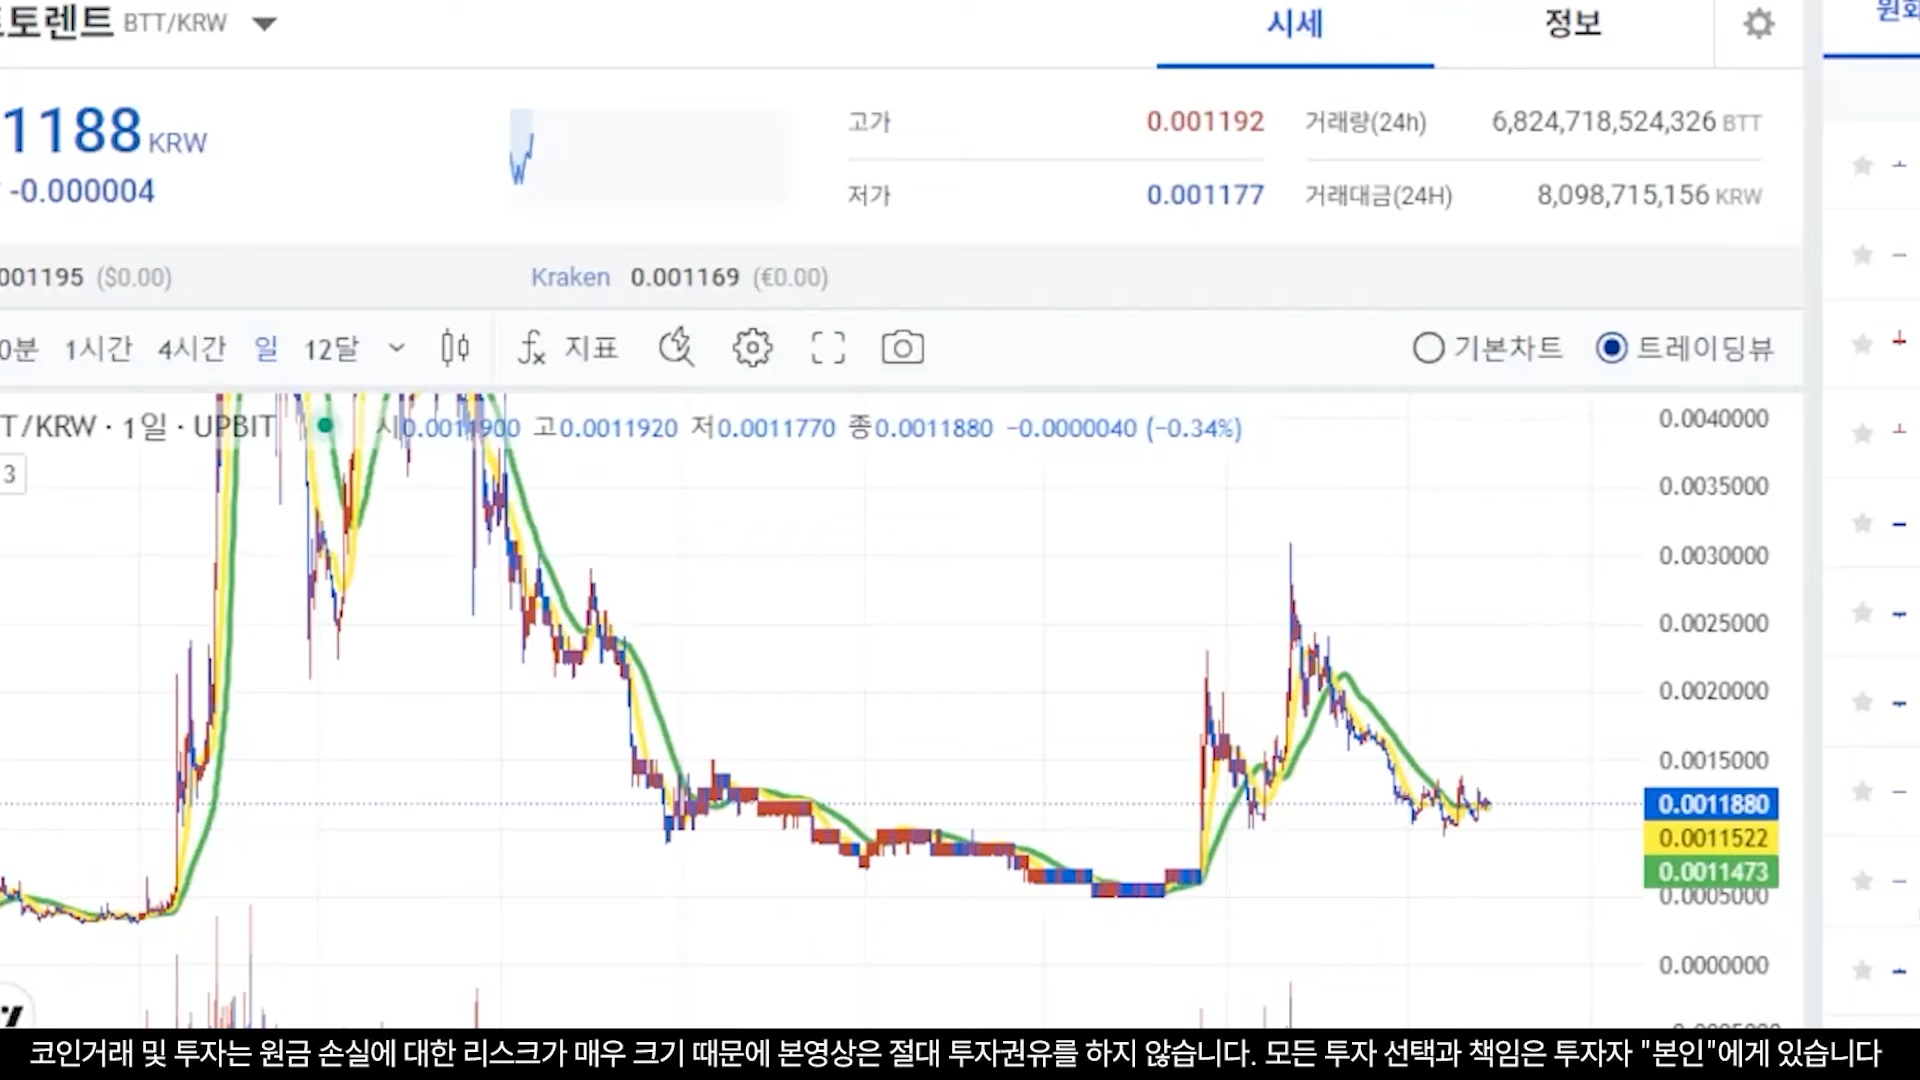 토렌트 BTT/KRW
시세
정보
원화
1188 KRW
-0.000004
고가 0.001192
거래량(24h) 6,824,718,524,326 BTT
저가 0.001177
거래대금(24H) 8,098,715,156 KRW
001195 ($0.00)
Kraken 0.001169 (€0.00)
0분 1시간 4시간 일 12달
지표
기본차트
트레이딩뷰
T/KRW · 1일 · UPBIT
시0.0011900 고0.0011920 저0.0011770 종0.0011880 −0.0000040 (−0.34%)
3
0.0040000
0.0035000
0.0030000
0.0025000
0.0020000
0.0015000
0.0011880
0.0011522
0.0011473
0.0005000
0.0000000
코인거래 및 투자는 원금 손실에 대한 리스크가 매우 크기 때문에 본영상은 절대 투자권유를 하지 않습니다. 모든 투자 선택과 책임은 투자자 "본인"에게 있습니다